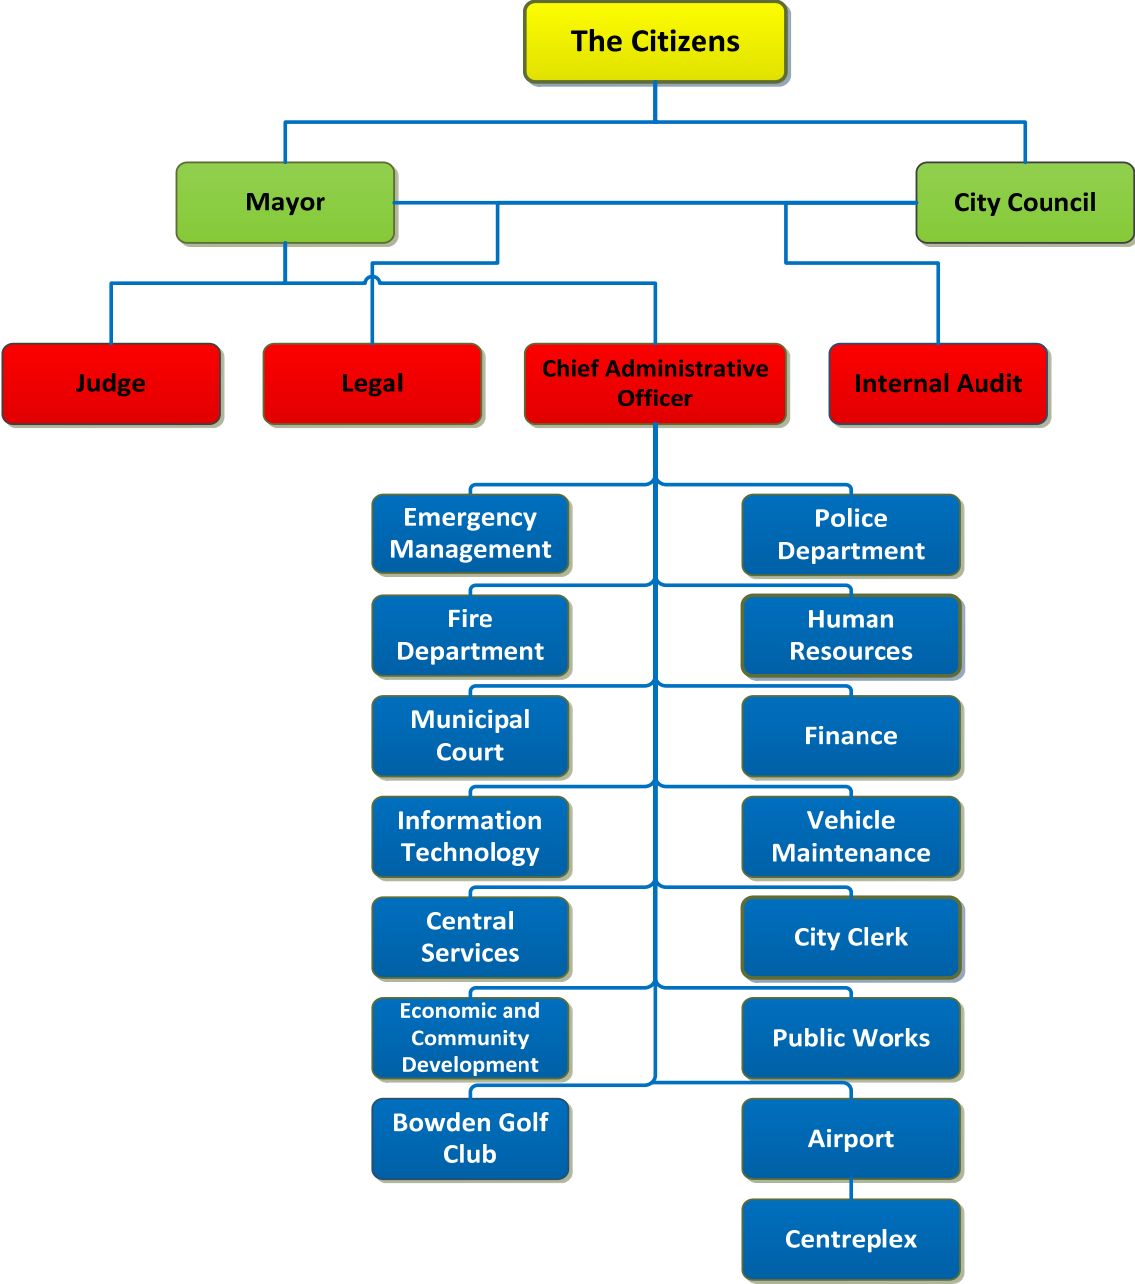 The Citizens
Mayor
City Council
Judge
Legal
Chief Administrative
Officer
Internal Audit
Emergency
Management
Police
Department
Fire
Department
Human
Resources
Municipal
Court
Finance
Information
Technology
Vehicle
Maintenance
Central
Services
City Clerk
Economic and
Community
Development
Public Works
Bowden Golf
Club
Airport
Centreplex